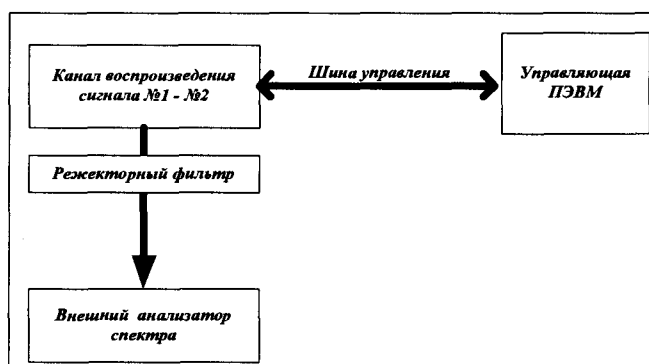 Канал воспроизведения
сигнала №1 - №2
Шина управления
Управляющая
ПЭВМ
Режекторный фильтр
Внешний анализатор
спектра